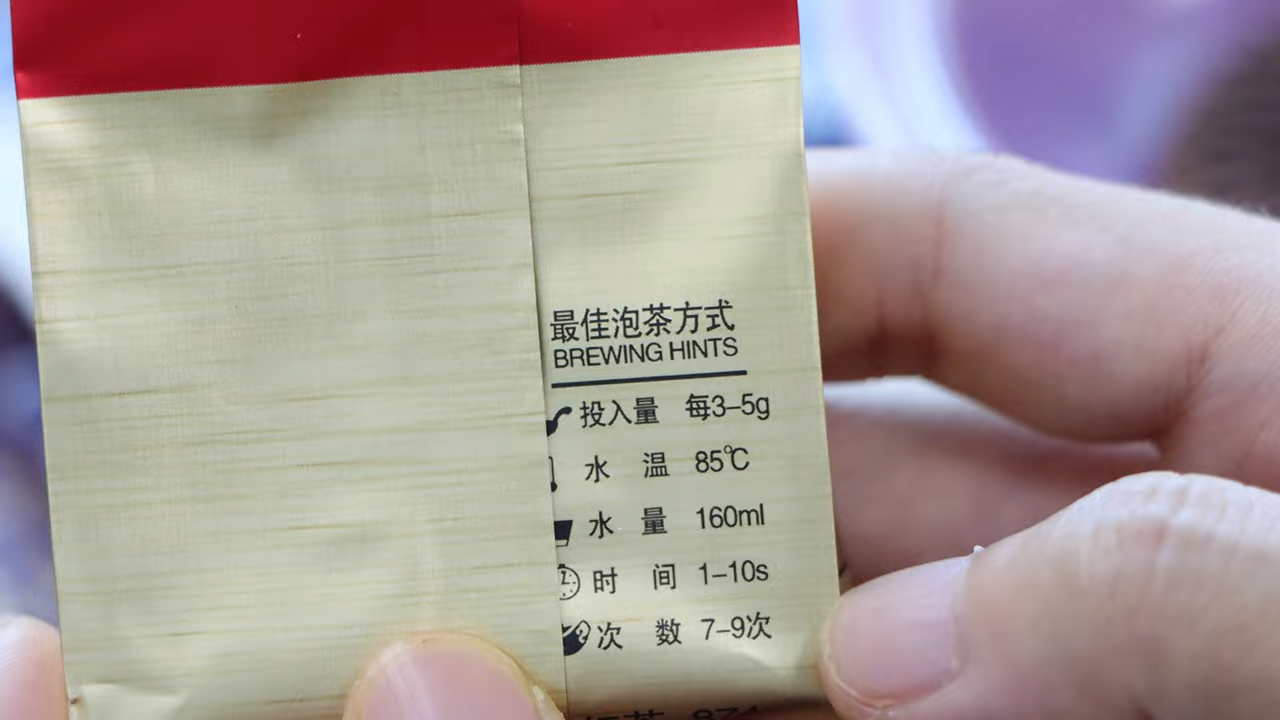 最佳泡茶方式
BREWING HINTS
投入量 每3-5g
水 温 85℃
水 量 160ml
时 间 1-10s
次 数 7-9次